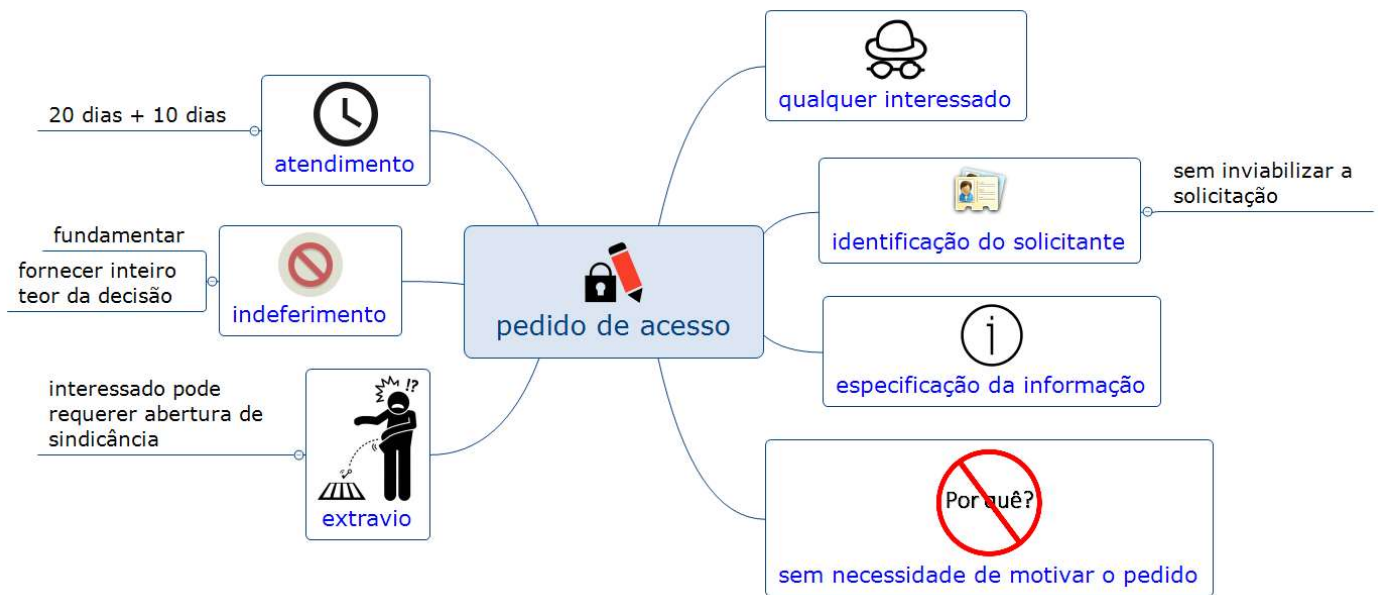 pedido de acesso
qualquer interessado
identificação do solicitante
sem inviabilizar a
solicitação
especificação da informação
Por quê?
sem necessidade de motivar o pedido
20 dias + 10 dias
atendimento
fundamentar
fornecer inteiro
teor da decisão
indeferimento
interessado pode
requerer abertura de
sindicância
!?
extravio